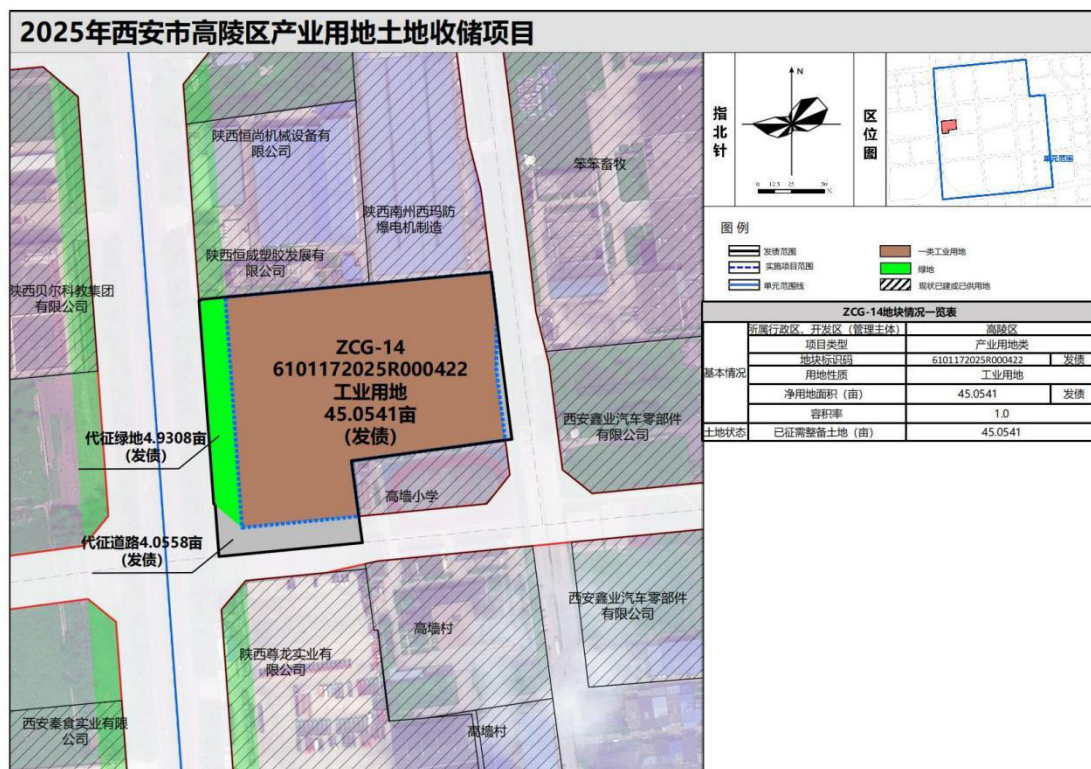 2025年西安市高陵区产业用地土地收储项目
陕西恒尚机械设备有
限公司
陕西南州西玛防
爆电机制造
笨笨畜牧
陕西恒威塑胶发展有
限公司
陕西贝尔科教集团
有限公司
ZCG-14
6101172025R000422
工业用地
45.0541亩
(发债)
代征绿地4.9308亩
(发债)
代征道路4.0558亩
(发债)
高墙小学
西安鑫业汽车零部件
有限公司
西安鑫业汽车零部件
有限公司
高墙村
陕西尊龙实业有
限公司
高墙村
西安秦食实业有限
公司
指北针
N
0 12.5 25 50
区位图
单元范围
图 例
发债范围
一类工业用地
实施项目范围
绿地
单元范围线
现状已建或已供用地
ZCG-14地块情况一览表
基本情况
所属行政区、开发区（管理主体） 高陵区
项目类型 产业用地类
地块标识码 6101172025R000422 发债
用地性质 工业用地
净用地面积（亩） 45.0541 发债
容积率 1.0
土地状态 已征需整备土地（亩） 45.0541